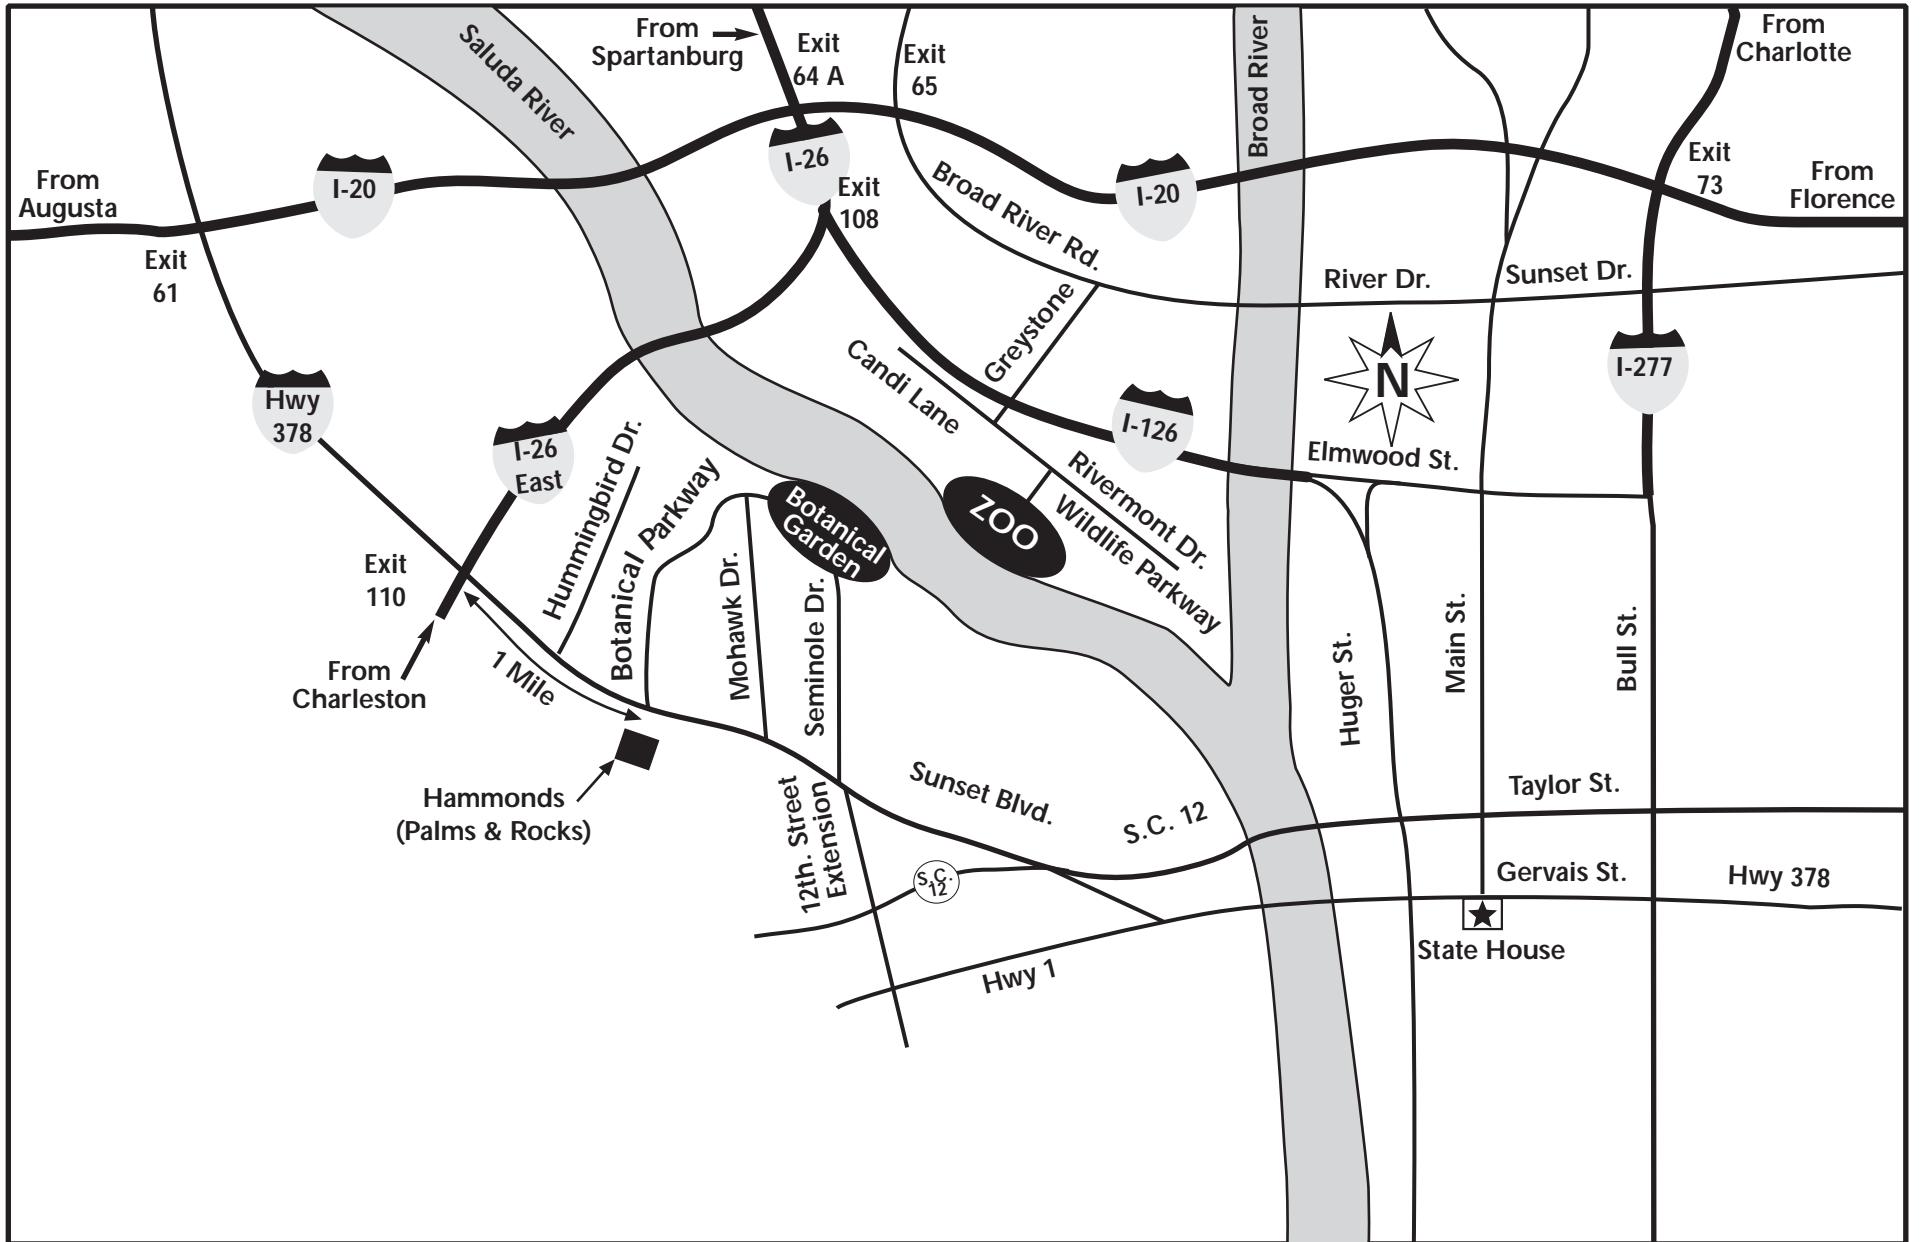 From
Spartanburg
Exit
64 A
Exit
65
From
Charlotte
Saluda River
Broad River
I-26
Exit
108
Broad River Rd.
I-20
I-20
Exit
73
From
Florence
From
Augusta
Exit
61
River Dr.
Sunset Dr.
Greystone
Candi Lane
N
I-277
Hwy
378
I-26
East
I-126
Elmwood St.
Hummingbird Dr.
Botanical Parkway
Botanical
Garden
ZOO
Rivermont Dr.
Wildlife Parkway
Exit
110
Mohawk Dr.
Seminole Dr.
From
Charleston
1 Mile
Huger St.
Main St.
Bull St.
Hammonds
(Palms & Rocks)
12th. Street
Extension
Sunset Blvd.
S.C. 12
Taylor St.
S.C.
12
Gervais St.
Hwy 378
Hwy 1
State House